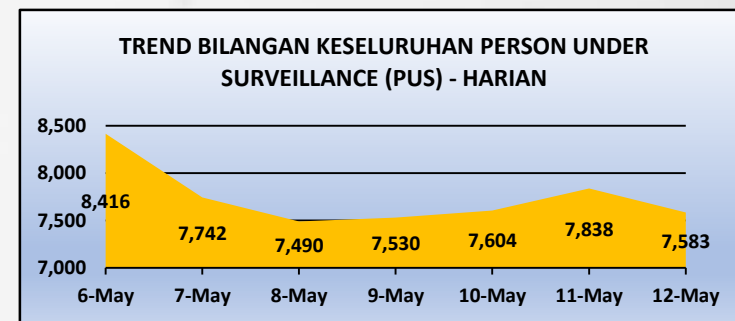 TREND BILANGAN KESELURUHAN PERSON UNDER
SURVEILLANCE (PUS) - HARIAN
8,500
8,000
7,500
7,000
8,416
7,742
7,490
7,530
7,604
7,838
7,583
6-May
7-May
8-May
9-May
10-May
11-May
12-May